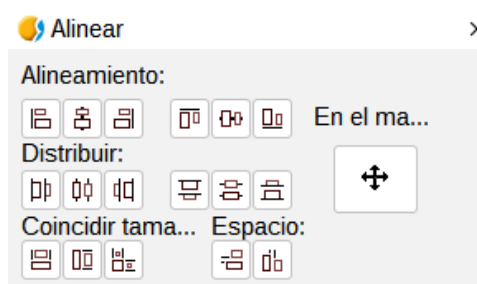 Alinear
Alineamiento:
En el ma...
Distribuir:
Coincidir tama... Espacio: